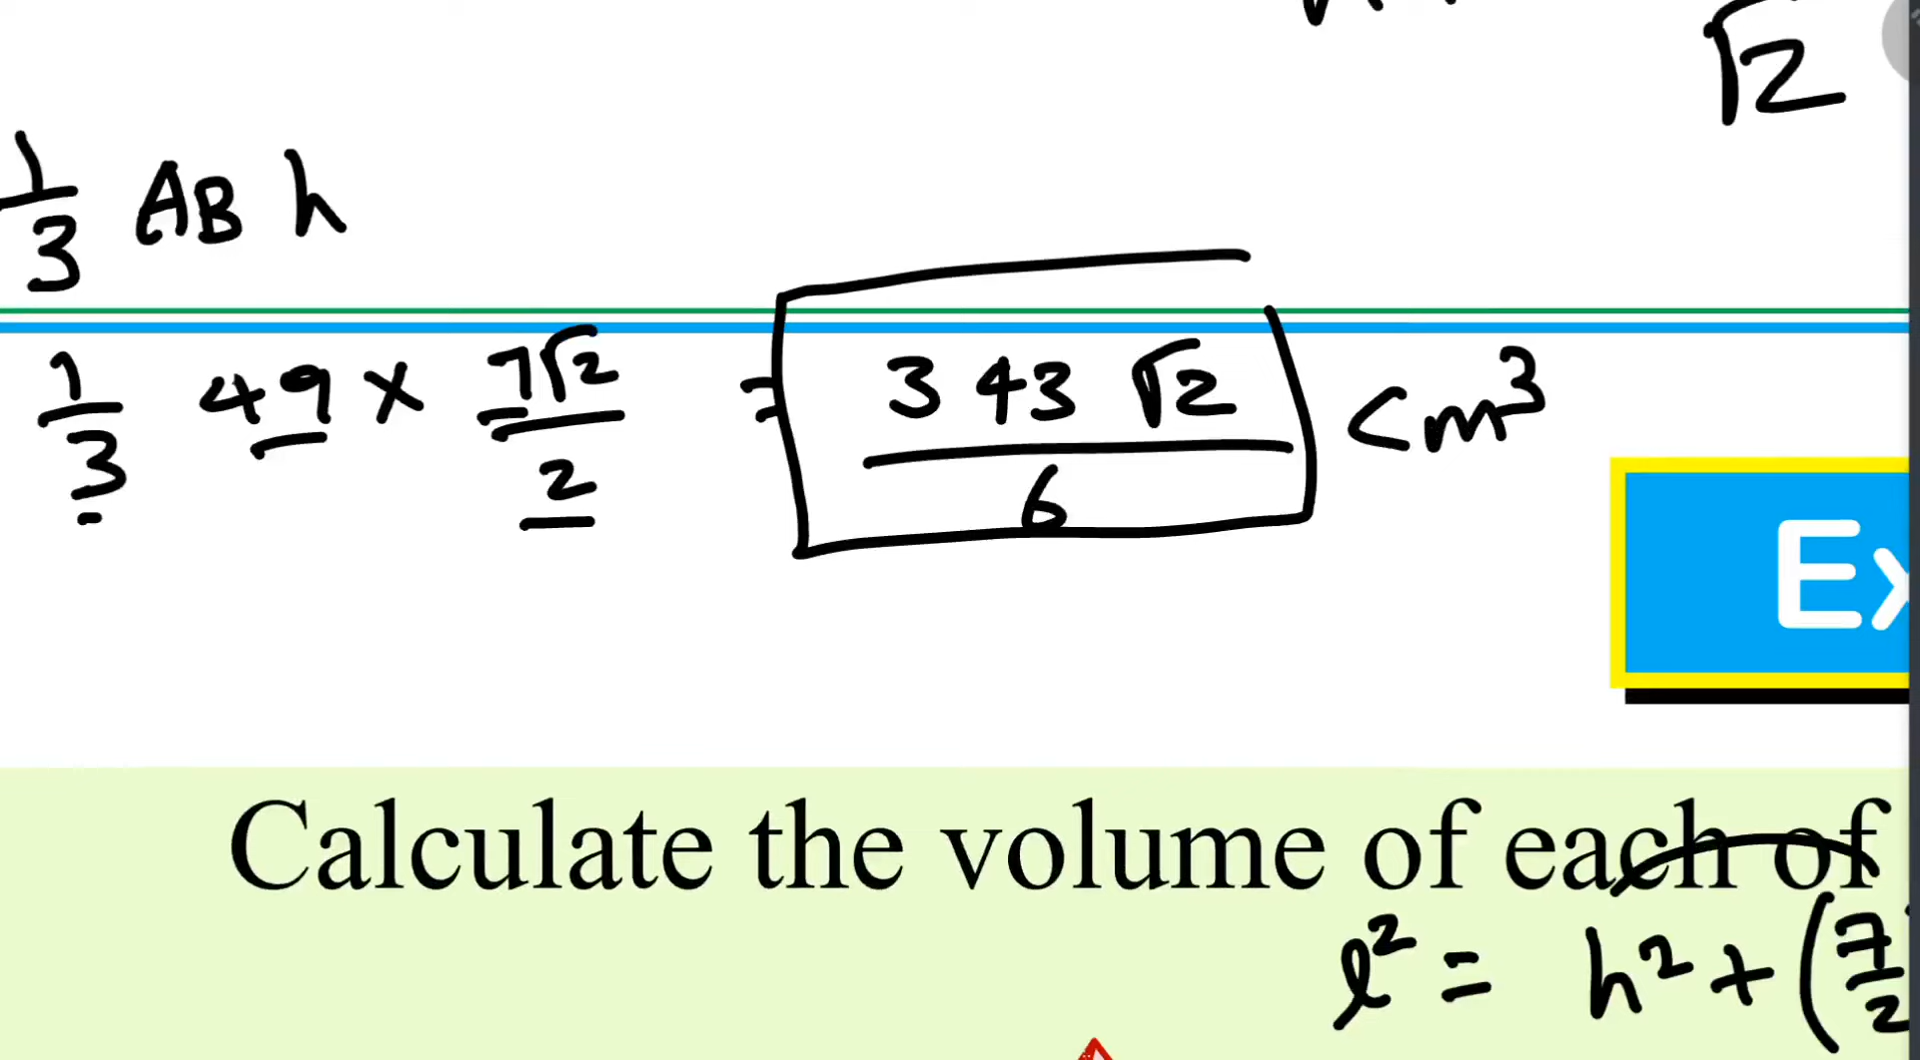 √2
1/3 AB h
1/3 49 × 7√2/2 = 343√2/6 cm³
Ex
Calculate the volume of each of
l² = h² + (7/2